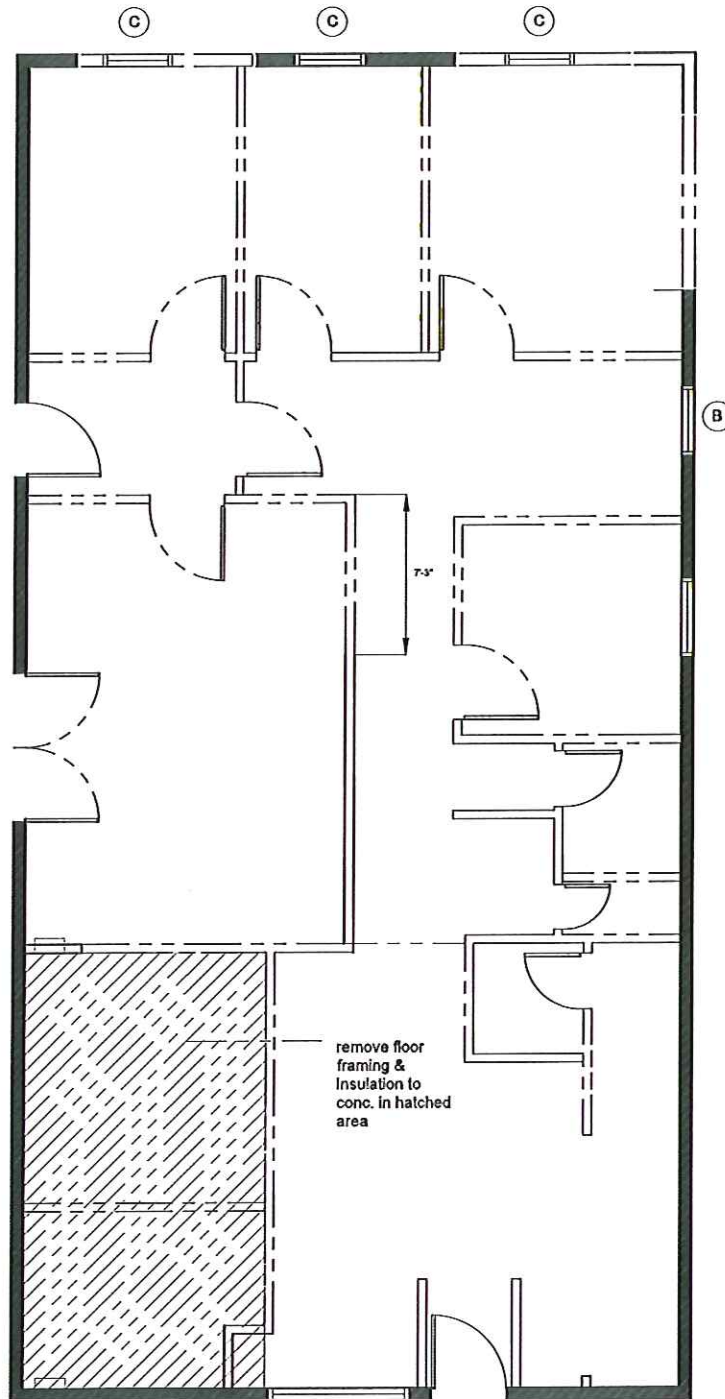 C
C
C
B
7'-3"
remove floor
framing &
insulation to
conc. in hatched
area